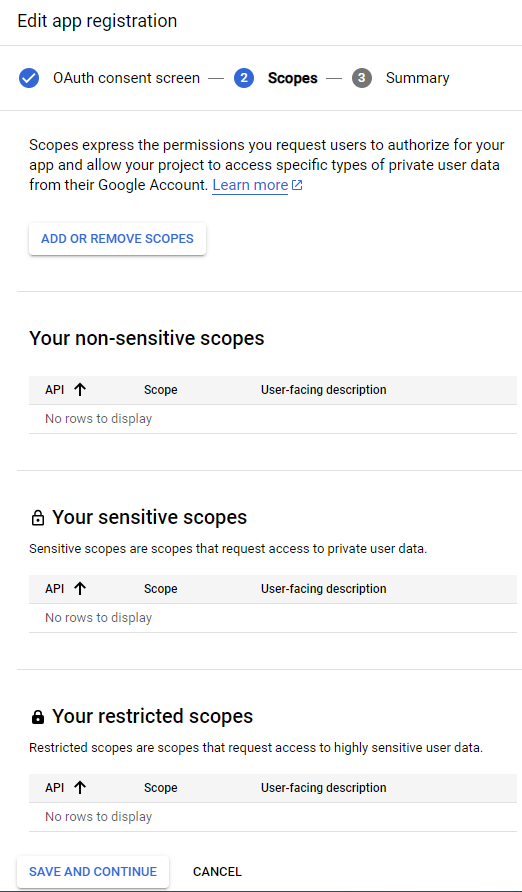 Edit app registration
OAuth consent screen — 2 Scopes — 3 Summary
Scopes express the permissions you request users to authorize for your
app and allow your project to access specific types of private user data
from their Google Account. Learn more
ADD OR REMOVE SCOPES
Your non-sensitive scopes
API Scope User-facing description
No rows to display
Your sensitive scopes
Sensitive scopes are scopes that request access to private user data.
API Scope User-facing description
No rows to display
Your restricted scopes
Restricted scopes are scopes that request access to highly sensitive user data.
API Scope User-facing description
No rows to display
SAVE AND CONTINUE CANCEL